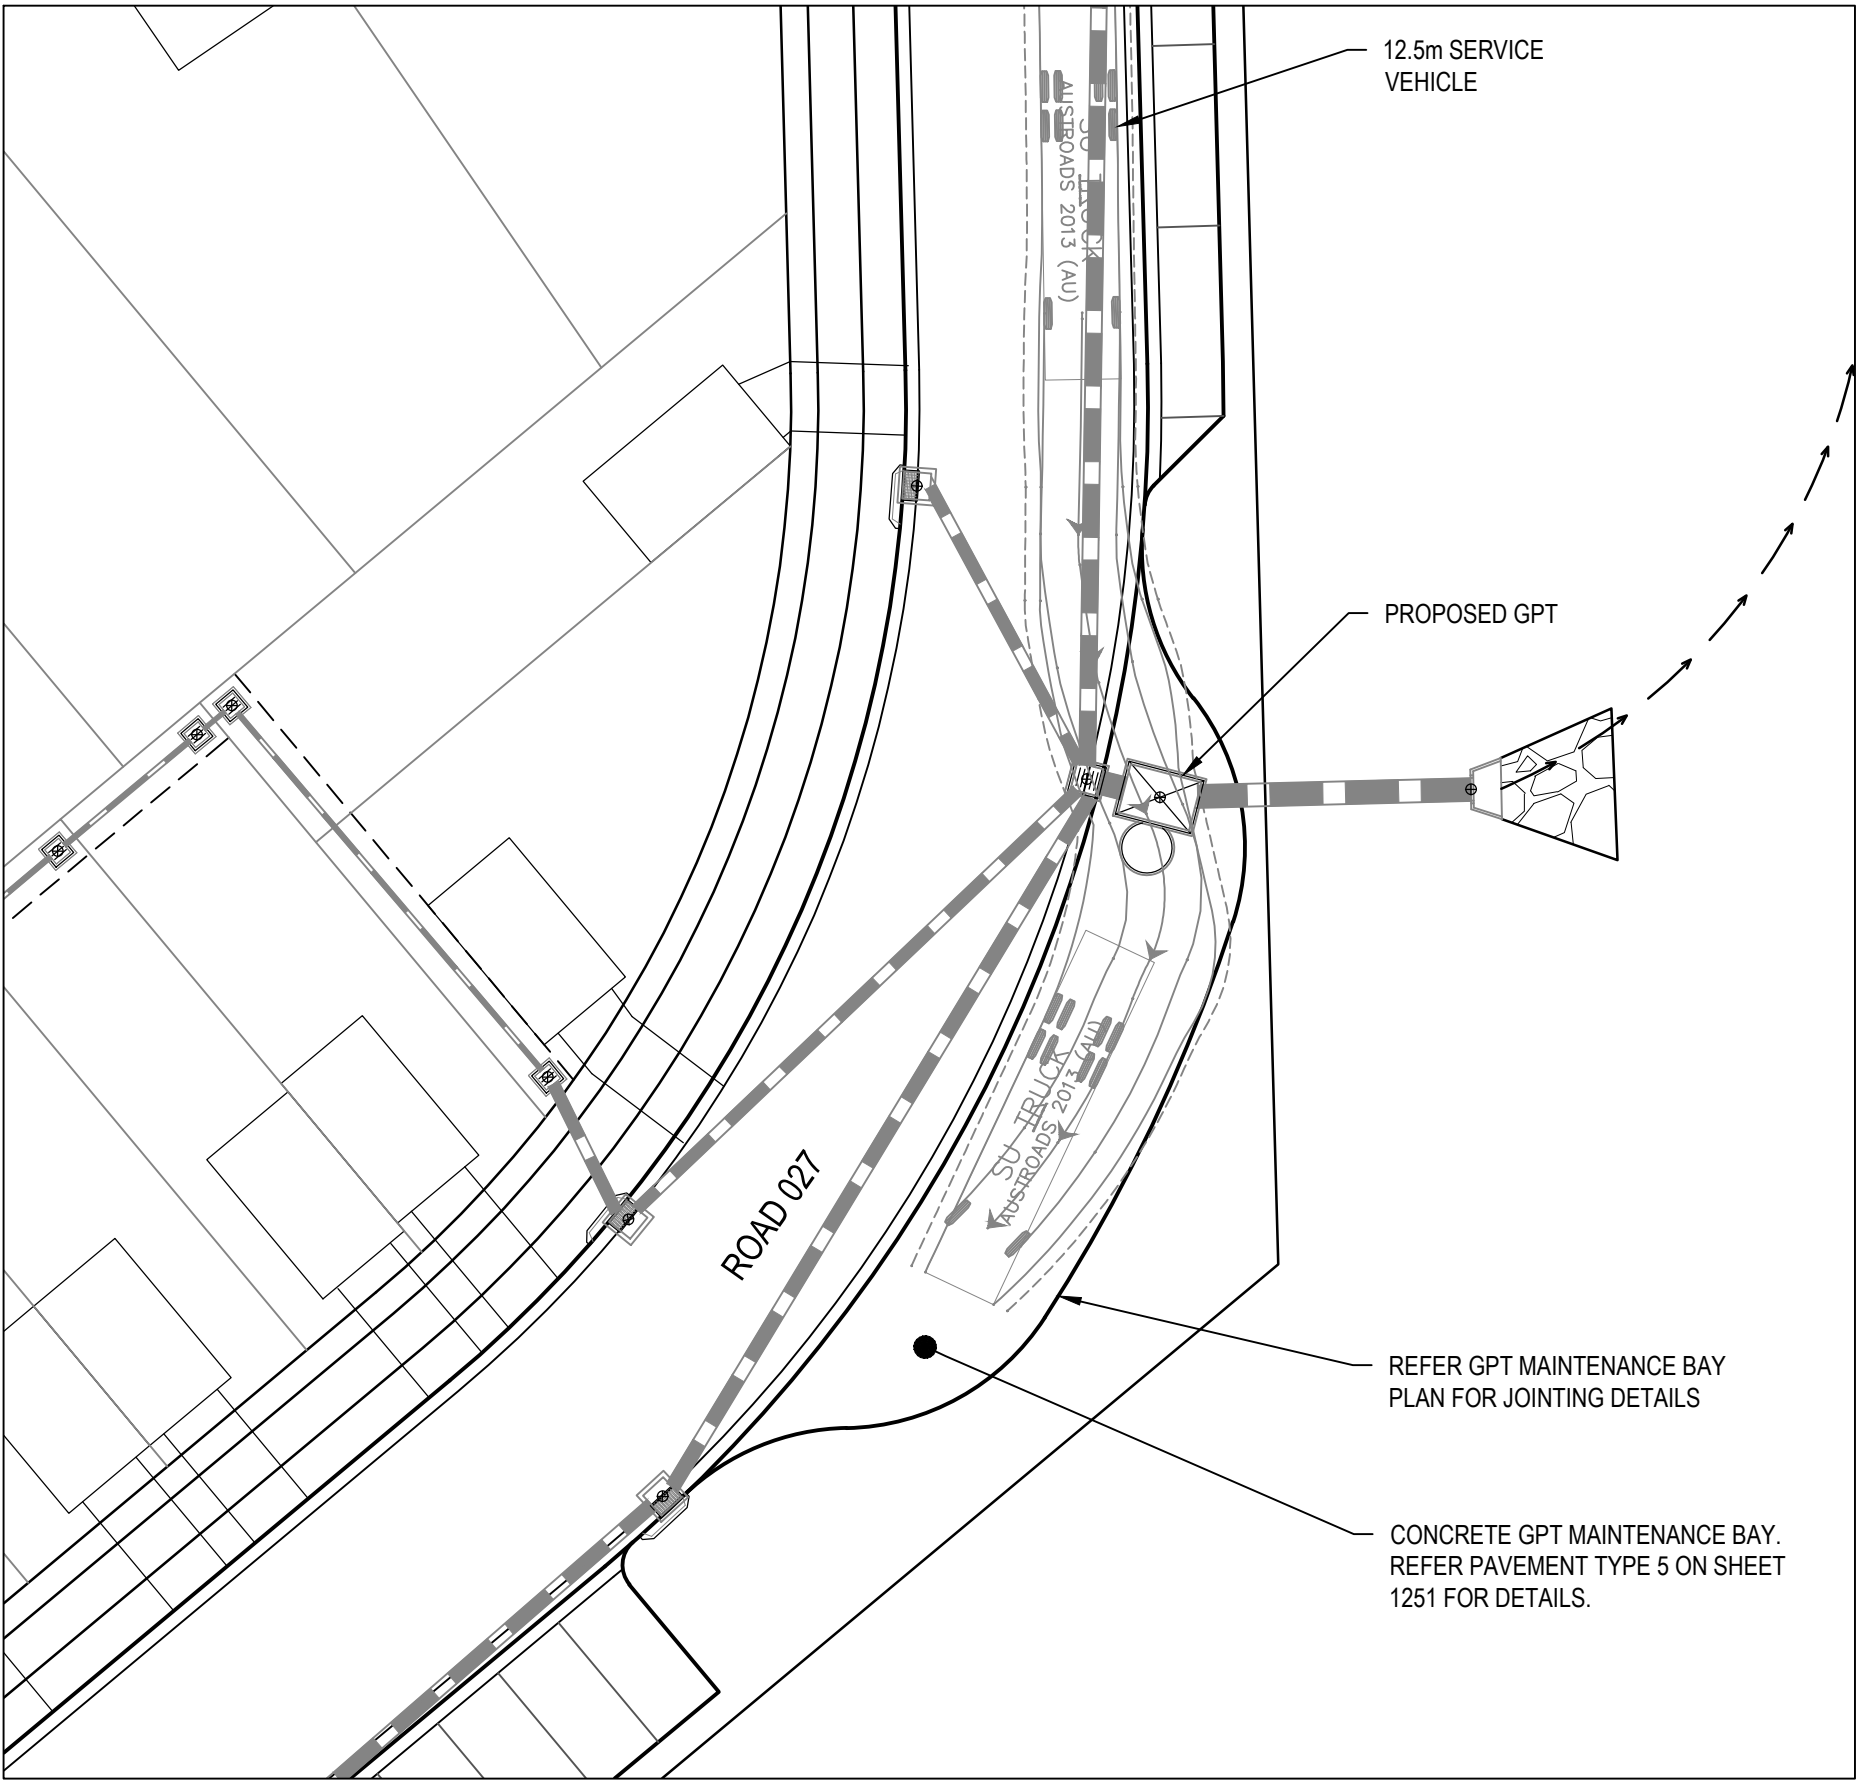 12.5m SERVICE
VEHICLE
SU TRUCK
AUSTROADS 2013 (AU)
PROPOSED GPT
SU TRUCK
AUSTROADS 2013 (AU)
ROAD 027
REFER GPT MAINTENANCE BAY
PLAN FOR JOINTING DETAILS
CONCRETE GPT MAINTENANCE BAY.
REFER PAVEMENT TYPE 5 ON SHEET
1251 FOR DETAILS.